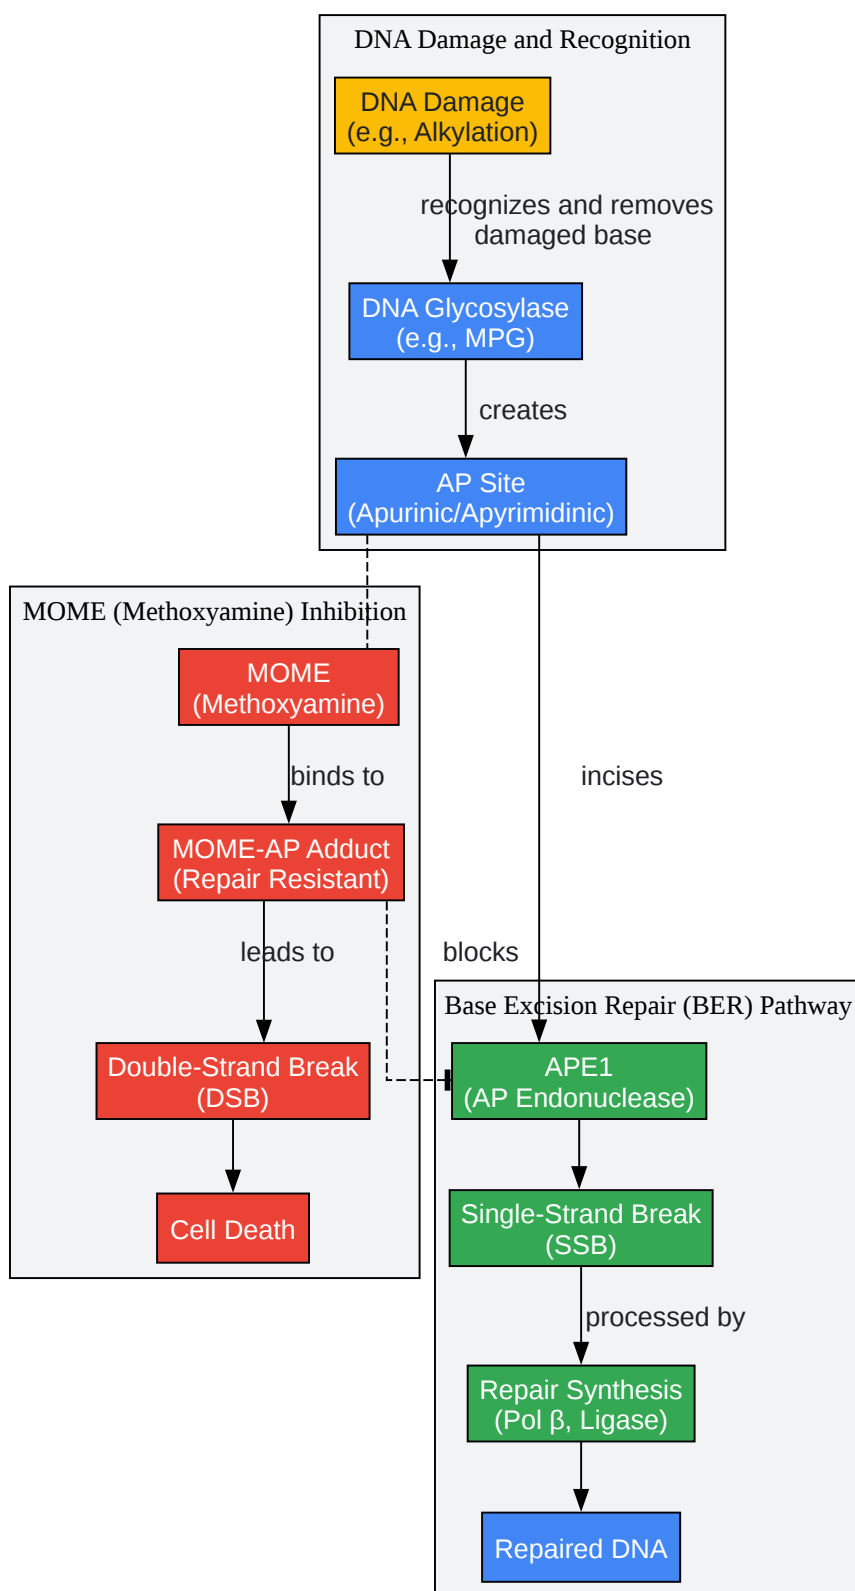 DNA Damage and Recognition
DNA Damage
(e.g., Alkylation)
recognizes and removes
damaged base
DNA Glycosylase
(e.g., MPG)
creates
AP Site
(Apurinic/Apyrimidinic)
MOME (Methoxyamine) Inhibition
MOME
(Methoxyamine)
binds to
incises
MOME-AP Adduct
(Repair Resistant)
leads to
blocks
Base Excision Repair (BER) Pathway
Double-Strand Break
(DSB)
APE1
(AP Endonuclease)
Cell Death
Single-Strand Break
(SSB)
processed by
Repair Synthesis
(Pol β, Ligase)
Repaired DNA